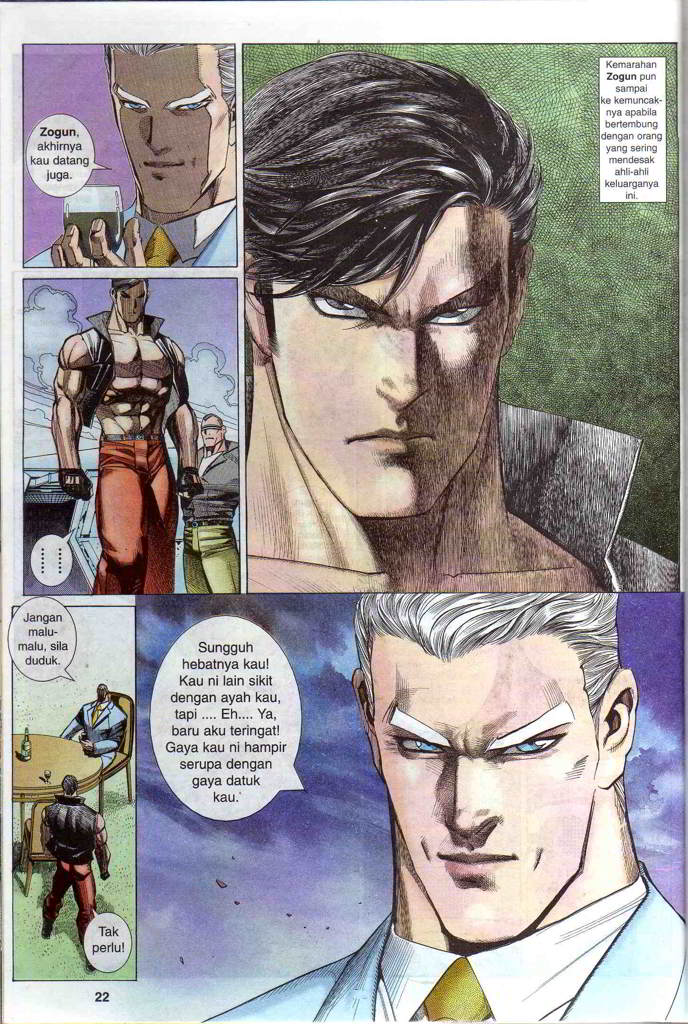 Zogun,
akhirnya
kau datang
juga.
Kemarahan
Zogun pun
sampai
ke kemuncak-
nya apabila
bertembung
dengan orang
yang sering
mendesak
ahli-ahli
keluarganya
ini.
....
....
Jangan
malu-
malu, sila
duduk.
Tak
perlu!
Sungguh
hebatnya kau!
Kau ni lain sikit
dengan ayah kau,
tapi .... Eh.... Ya,
baru aku teringat!
Gaya kau ni hampir
serupa dengan
gaya datuk
kau.
22